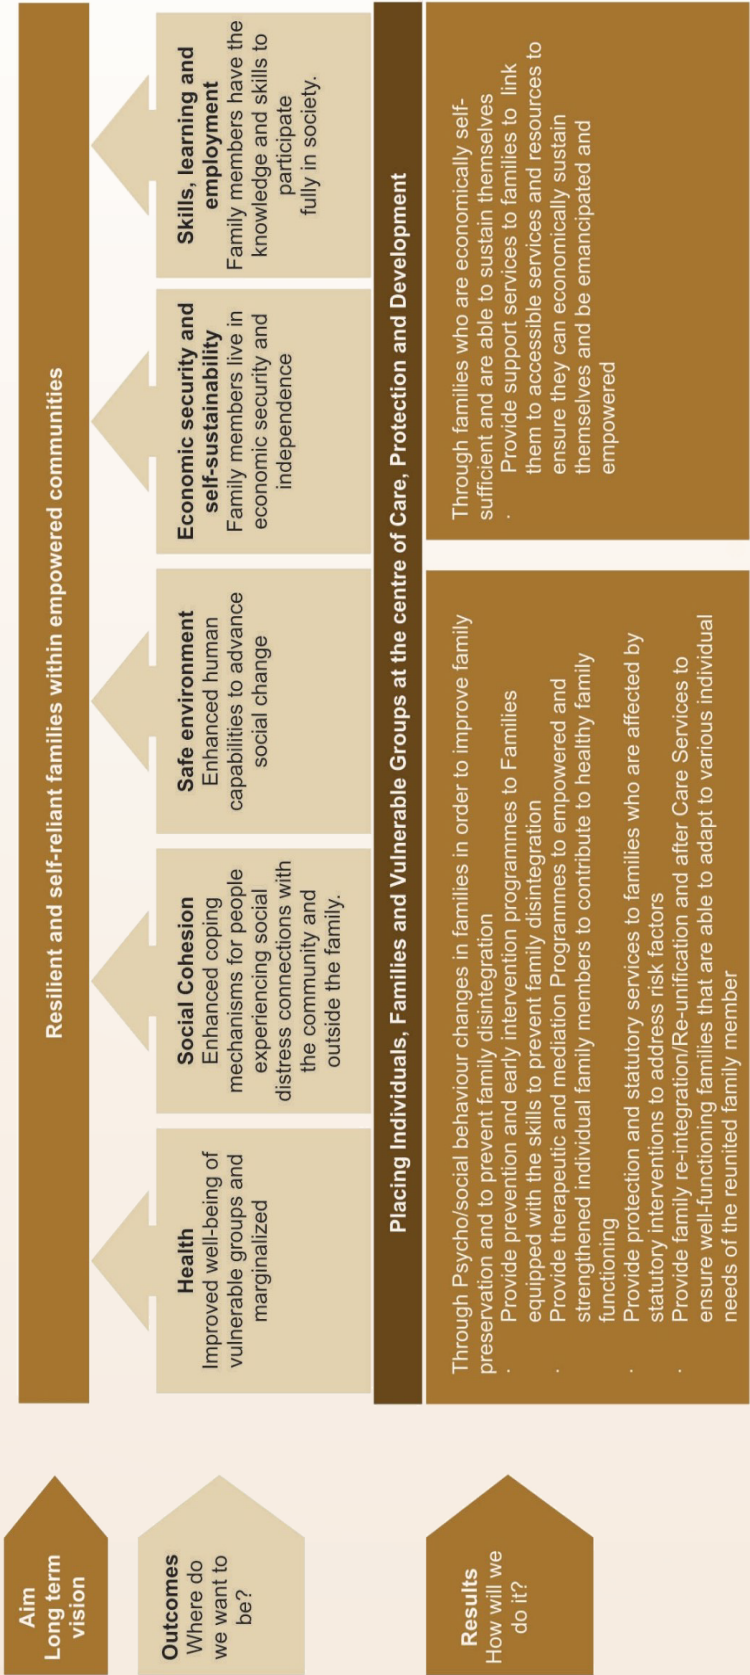 Aim
Long term
vision
Resilient and self-reliant families within empowered communities
Outcomes
Where do
we want to
be?
Health
Improved well-being of
vulnerable groups and
marginalized
Social Cohesion
Enhanced coping
mechanisms for people
experiencing social
distress connections with
the community and
outside the family.
Safe environment
Enhanced human
capabilities to advance
social change
Economic security and
self-sustainability
Family members live in
economic security and
independence
Skills, learning and
employment
Family members have the
knowledge and skills to
participate
fully in society.
Placing Individuals, Families and Vulnerable Groups at the centre of Care, Protection and Development
Results
How will we
do it?
Through Psycho/social behaviour changes in families in order to improve family
preservation and to prevent family disintegration
· Provide prevention and early intervention programmes to Families
equipped with the skills to prevent family disintegration
· Provide therapeutic and mediation Programmes to empowered and
strengthened individual family members to contribute to healthy family
functioning
· Provide protection and statutory services to families who are affected by
statutory interventions to address risk factors
· Provide family re-integration/Re-unification and after Care Services to
ensure well-functioning families that are able to adapt to various individual
needs of the reunited family member
Through families who are economically self-
sufficient and are able to sustain themselves
· Provide support services to families to link
them to accessible services and resources to
ensure they can economically sustain
themselves and be emancipated and
empowered